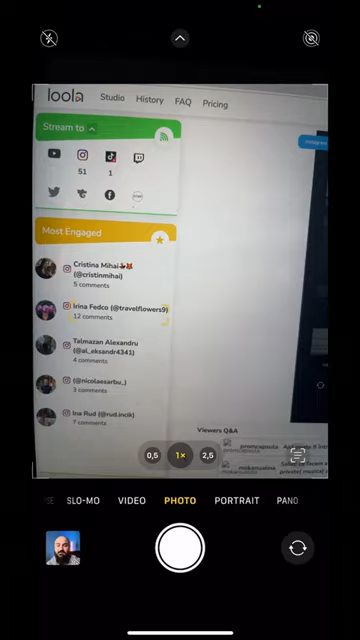 loola
Studio
History
FAQ
Pricing
Stream to
Instagram
51
1
Most Engaged
Cristina Mihai
(@cristinmihai)
5 comments
Irina Fedco (@travelflowers9)
12 comments
Talmazan Alexandru
(@al_eksandr4341)
4 comments
(@nicolaesarbu_)
3 comments
Ina Rud (@rud.incik)
7 comments
Viewers Q&A
0,5
1×
2,5
SLO-MO
VIDEO
PHOTO
PORTRAIT
PANO